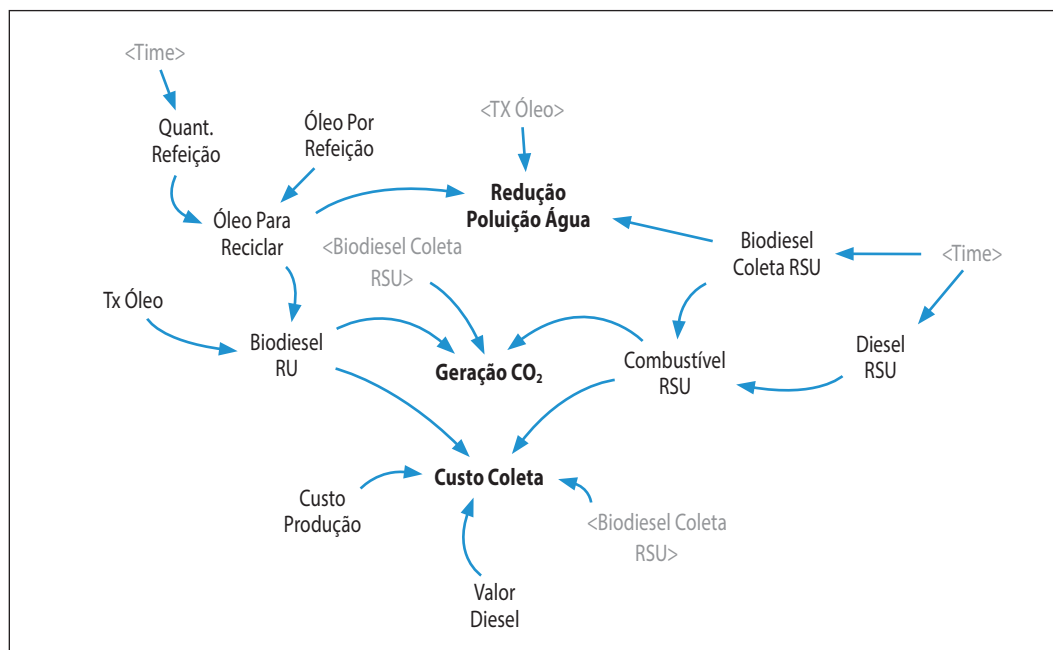 <Time>
Quant.
Refeição
Óleo Por
Refeição
<TX Óleo>
Redução
Poluição Água
Óleo Para
Reciclar
<Biodiesel Coleta
RSU>
Biodiesel
Coleta RSU
<Time>
Tx Óleo
Biodiesel
RU
Geração CO₂
Combustível
RSU
Diesel
RSU
Custo Coleta
Custo
Produção
<Biodiesel Coleta
RSU>
Valor
Diesel